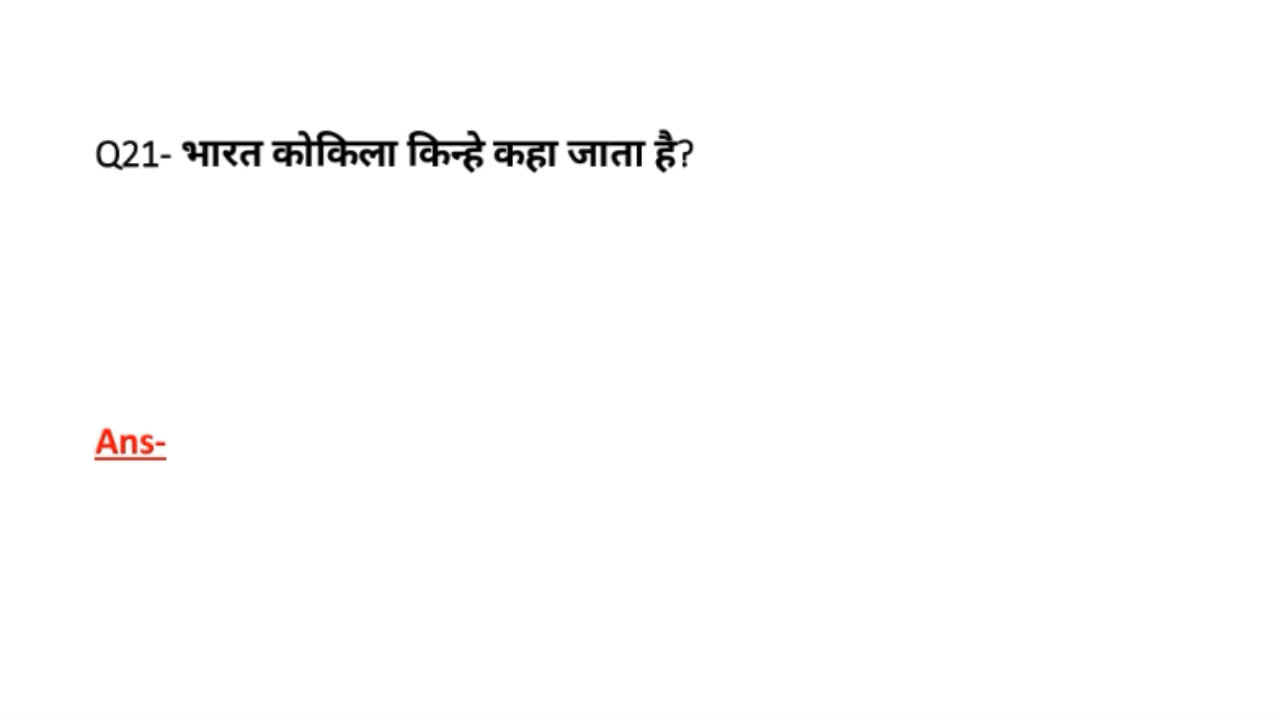 Q21- भारत कोकिला किन्हे कहा जाता है?
Ans-